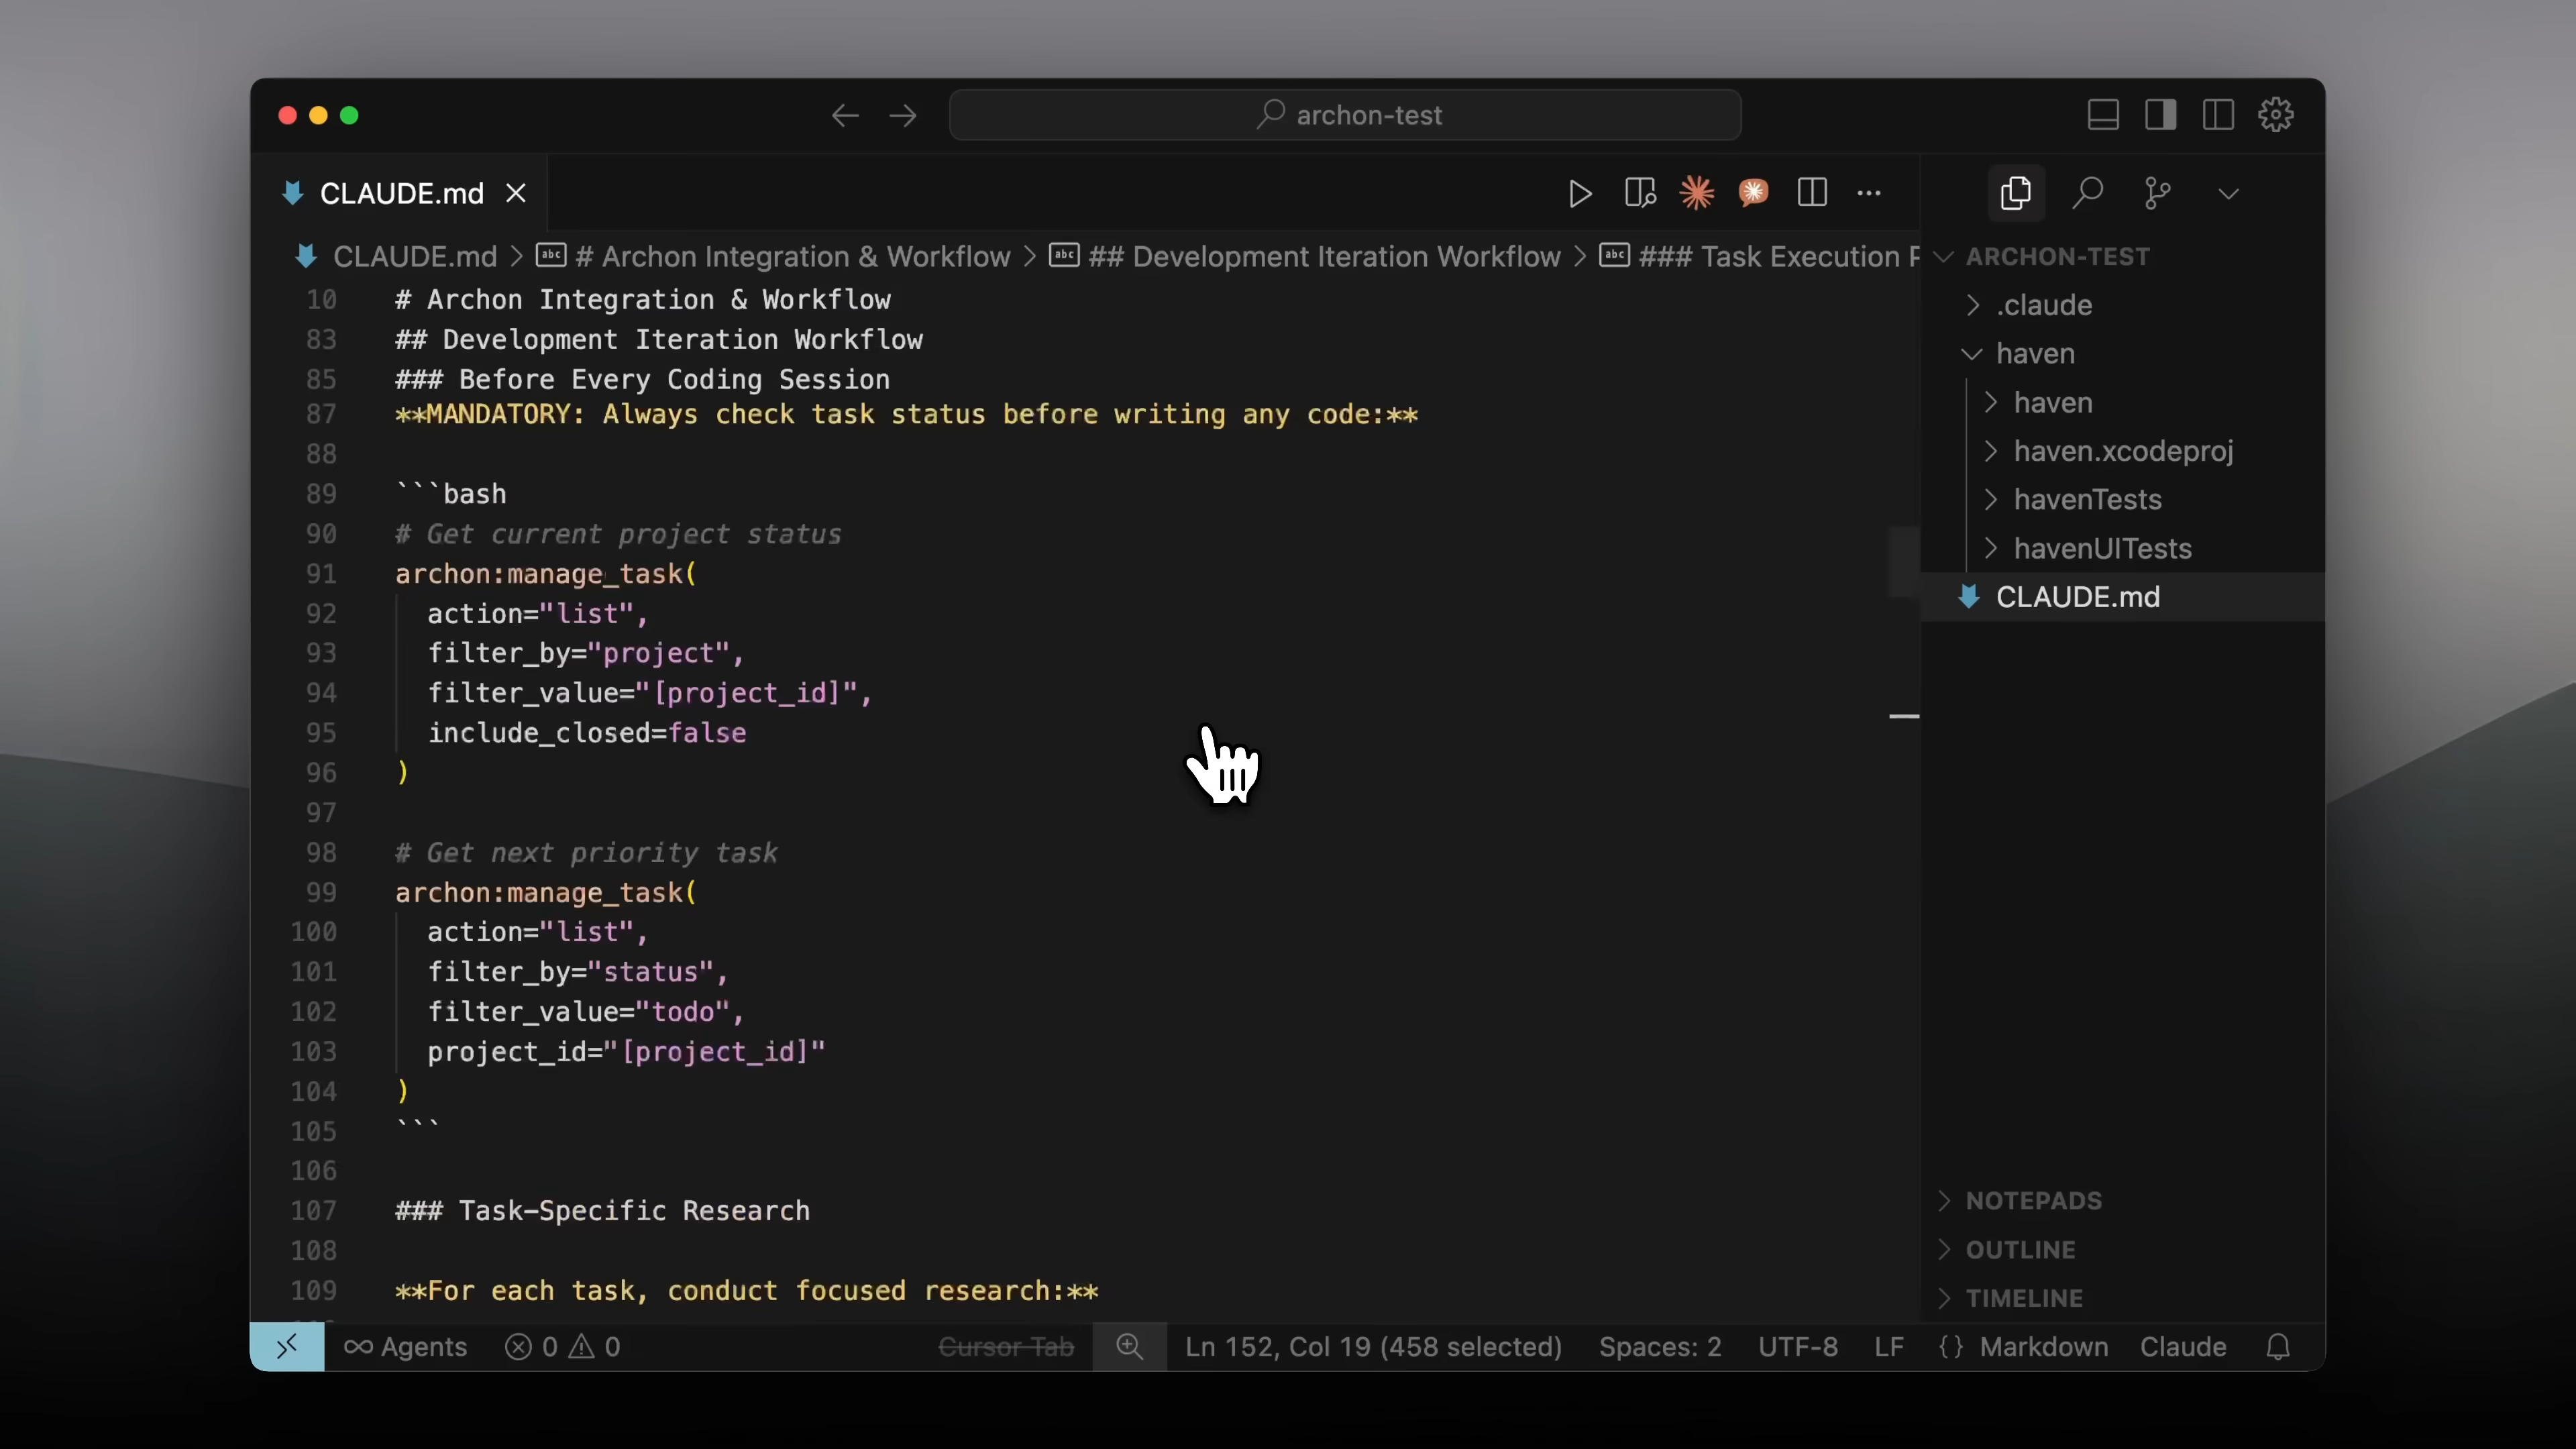 archon-test
CLAUDE.md
CLAUDE.md > # Archon Integration & Workflow > ## Development Iteration Workflow > ### Task Execution P
10 # Archon Integration & Workflow
83 ## Development Iteration Workflow
85 ### Before Every Coding Session
87 **MANDATORY: Always check task status before writing any code:**
88
89 ```bash
90 # Get current project status
91 archon:manage_task(
92 action="list",
93 filter_by="project",
94 filter_value="[project_id]",
95 include_closed=false
96 )
97
98 # Get next priority task
99 archon:manage_task(
100 action="list",
101 filter_by="status",
102 filter_value="todo",
103 project_id="[project_id]"
104 )
105 ```
106
107 ### Task-Specific Research
108
109 **For each task, conduct focused research:**
ARCHON-TEST
.claude
haven
haven
haven.xcodeproj
havenTests
havenUITests
CLAUDE.md
NOTEPADS
OUTLINE
TIMELINE
Agents 0 0 Cursor Tab Ln 152, Col 19 (458 selected) Spaces: 2 UTF-8 LF {} Markdown Claude